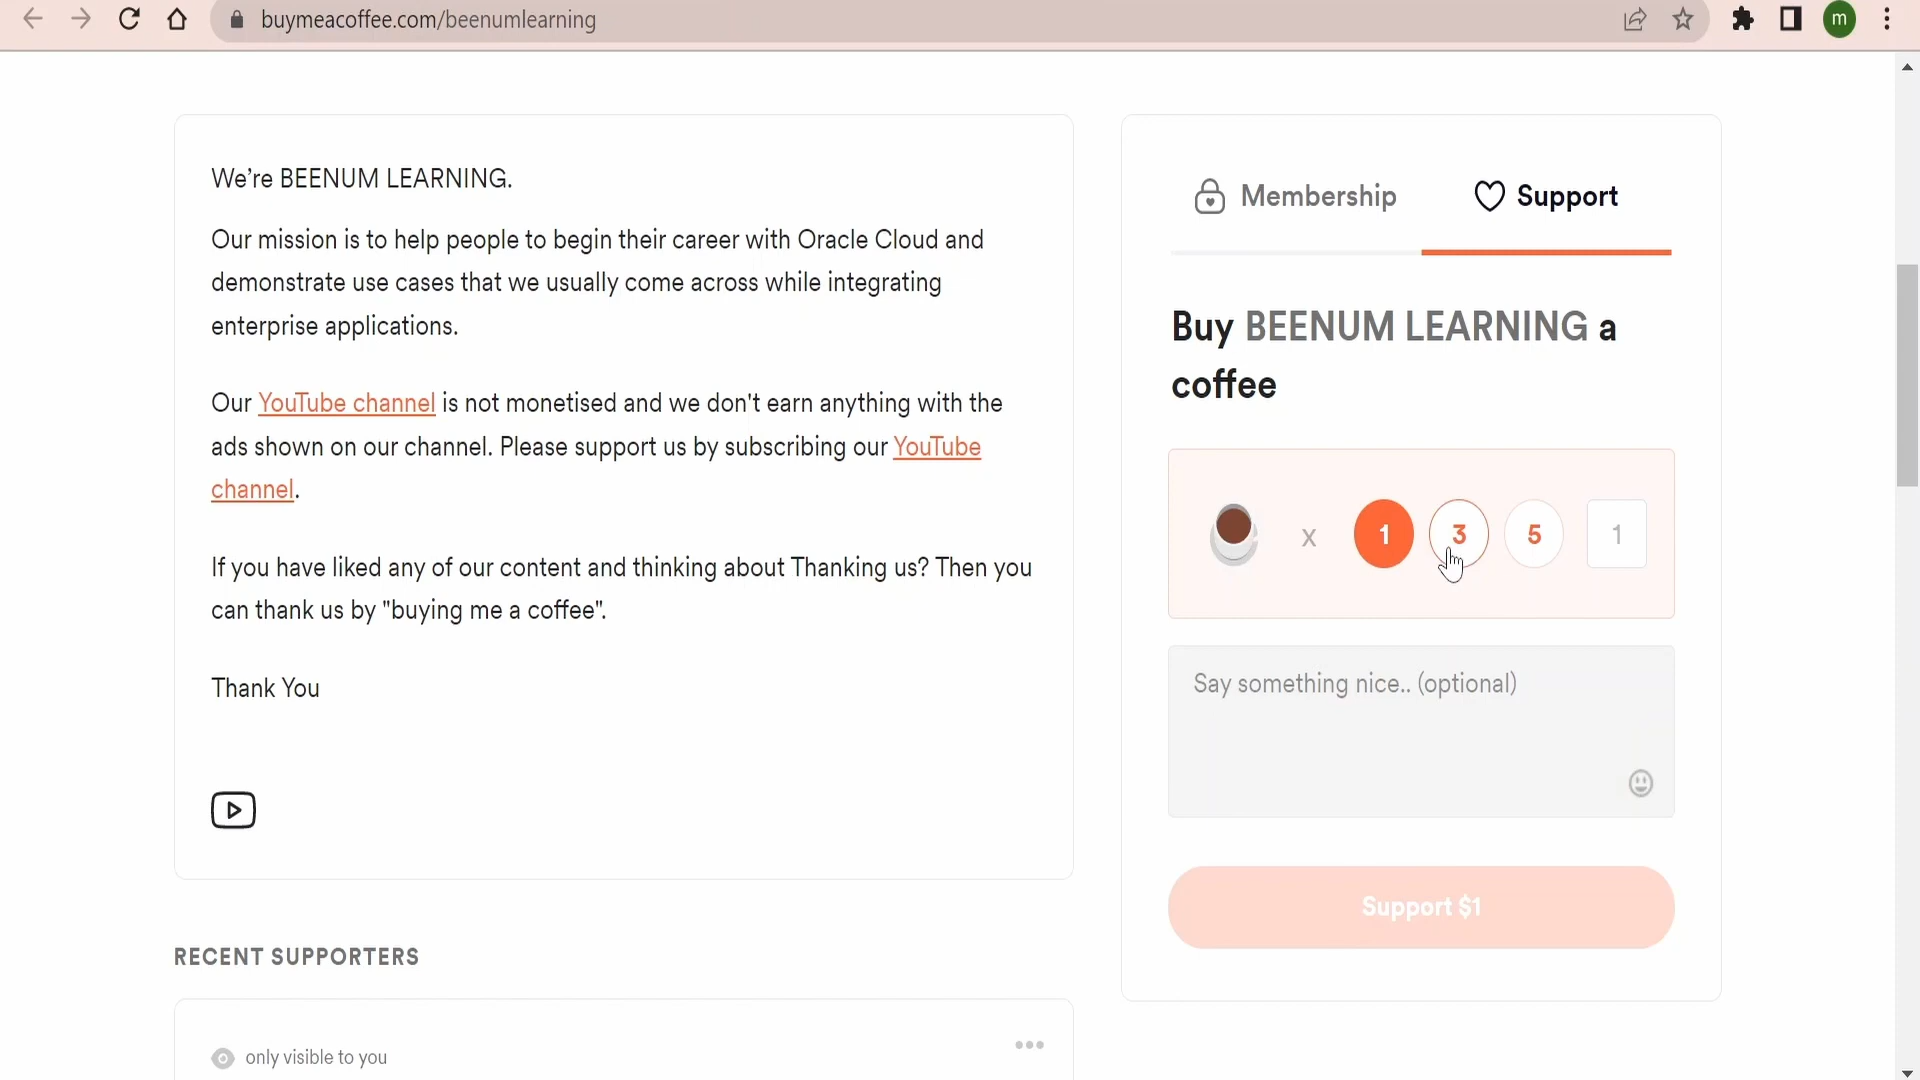 buymeacoffee.com/beenumlearning
m
We’re BEENUM LEARNING.
Our mission is to help people to begin their career with Oracle Cloud and
demonstrate use cases that we usually come across while integrating
enterprise applications.
Our YouTube channel is not monetised and we don't earn anything with the
ads shown on our channel. Please support us by subscribing our YouTube
channel.
If you have liked any of our content and thinking about Thanking us? Then you
can thank us by "buying me a coffee".
Thank You
RECENT SUPPORTERS
only visible to you
Membership
Support
Buy BEENUM LEARNING a
coffee
x 1 3 5 1
Say something nice.. (optional)
Support $1